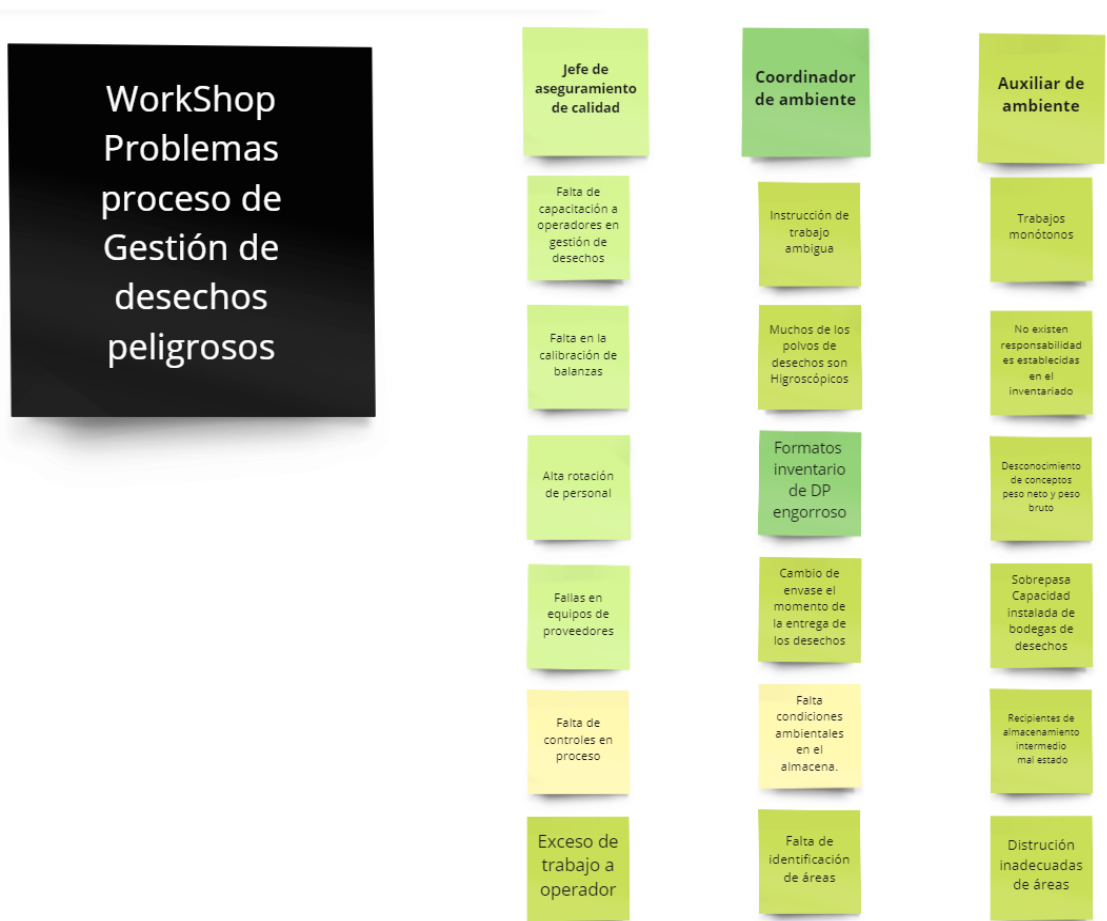 WorkShop
Problemas
proceso de
Gestión de
desechos
peligrosos
Jefe de
aseguramiento
de calidad
Falta de
capacitación a
operadores en
gestión de
desechos
Falta en la
calibración de
balanzas
Alta rotación
de personal
Fallas en
equipos de
proveedores
Falta de
controles en
proceso
Exceso de
trabajo a
operador
Coordinador
de ambiente
Instrucción de
trabajo
ambigua
Muchos de los
polvos de
desechos son
Higroscópicos
Formatos
inventario
de DP
engorroso
Cambio de
envase el
momento de
la entrega de
los desechos
Falta
condiciones
ambientales
en el
almacena.
Falta de
identificación
de áreas
Auxiliar de
ambiente
Trabajos
monótonos
No existen
responsabilidad
es establecidas
en el
inventariado
Desconocimiento
de conceptos
peso neto y peso
bruto
Sobrepasa
Capacidad
instalada de
bodegas de
desechos
Recipientes de
almacenamiento
intermedio
mal estado
Distrución
inadecuadas
de áreas